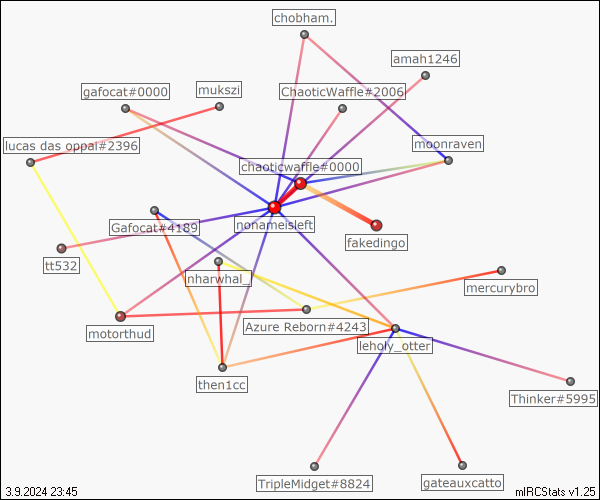 chobham.
amah1246
gafocat#0000
mukszi
ChaoticWaffle#2006
lucas das oppai#2396
moonraven
chaoticwaffle#0000
Gafocat#4189
nonameisleft
fakedingo
tt532
nharwhal_
mercurybro
motorthud
Azure Reborn#4243
leholy_otter
then1cc
Thinker#5995
TripleMidget#8824
gateauxcatto
3.9.2024 23:45
mIRCStats v1.25